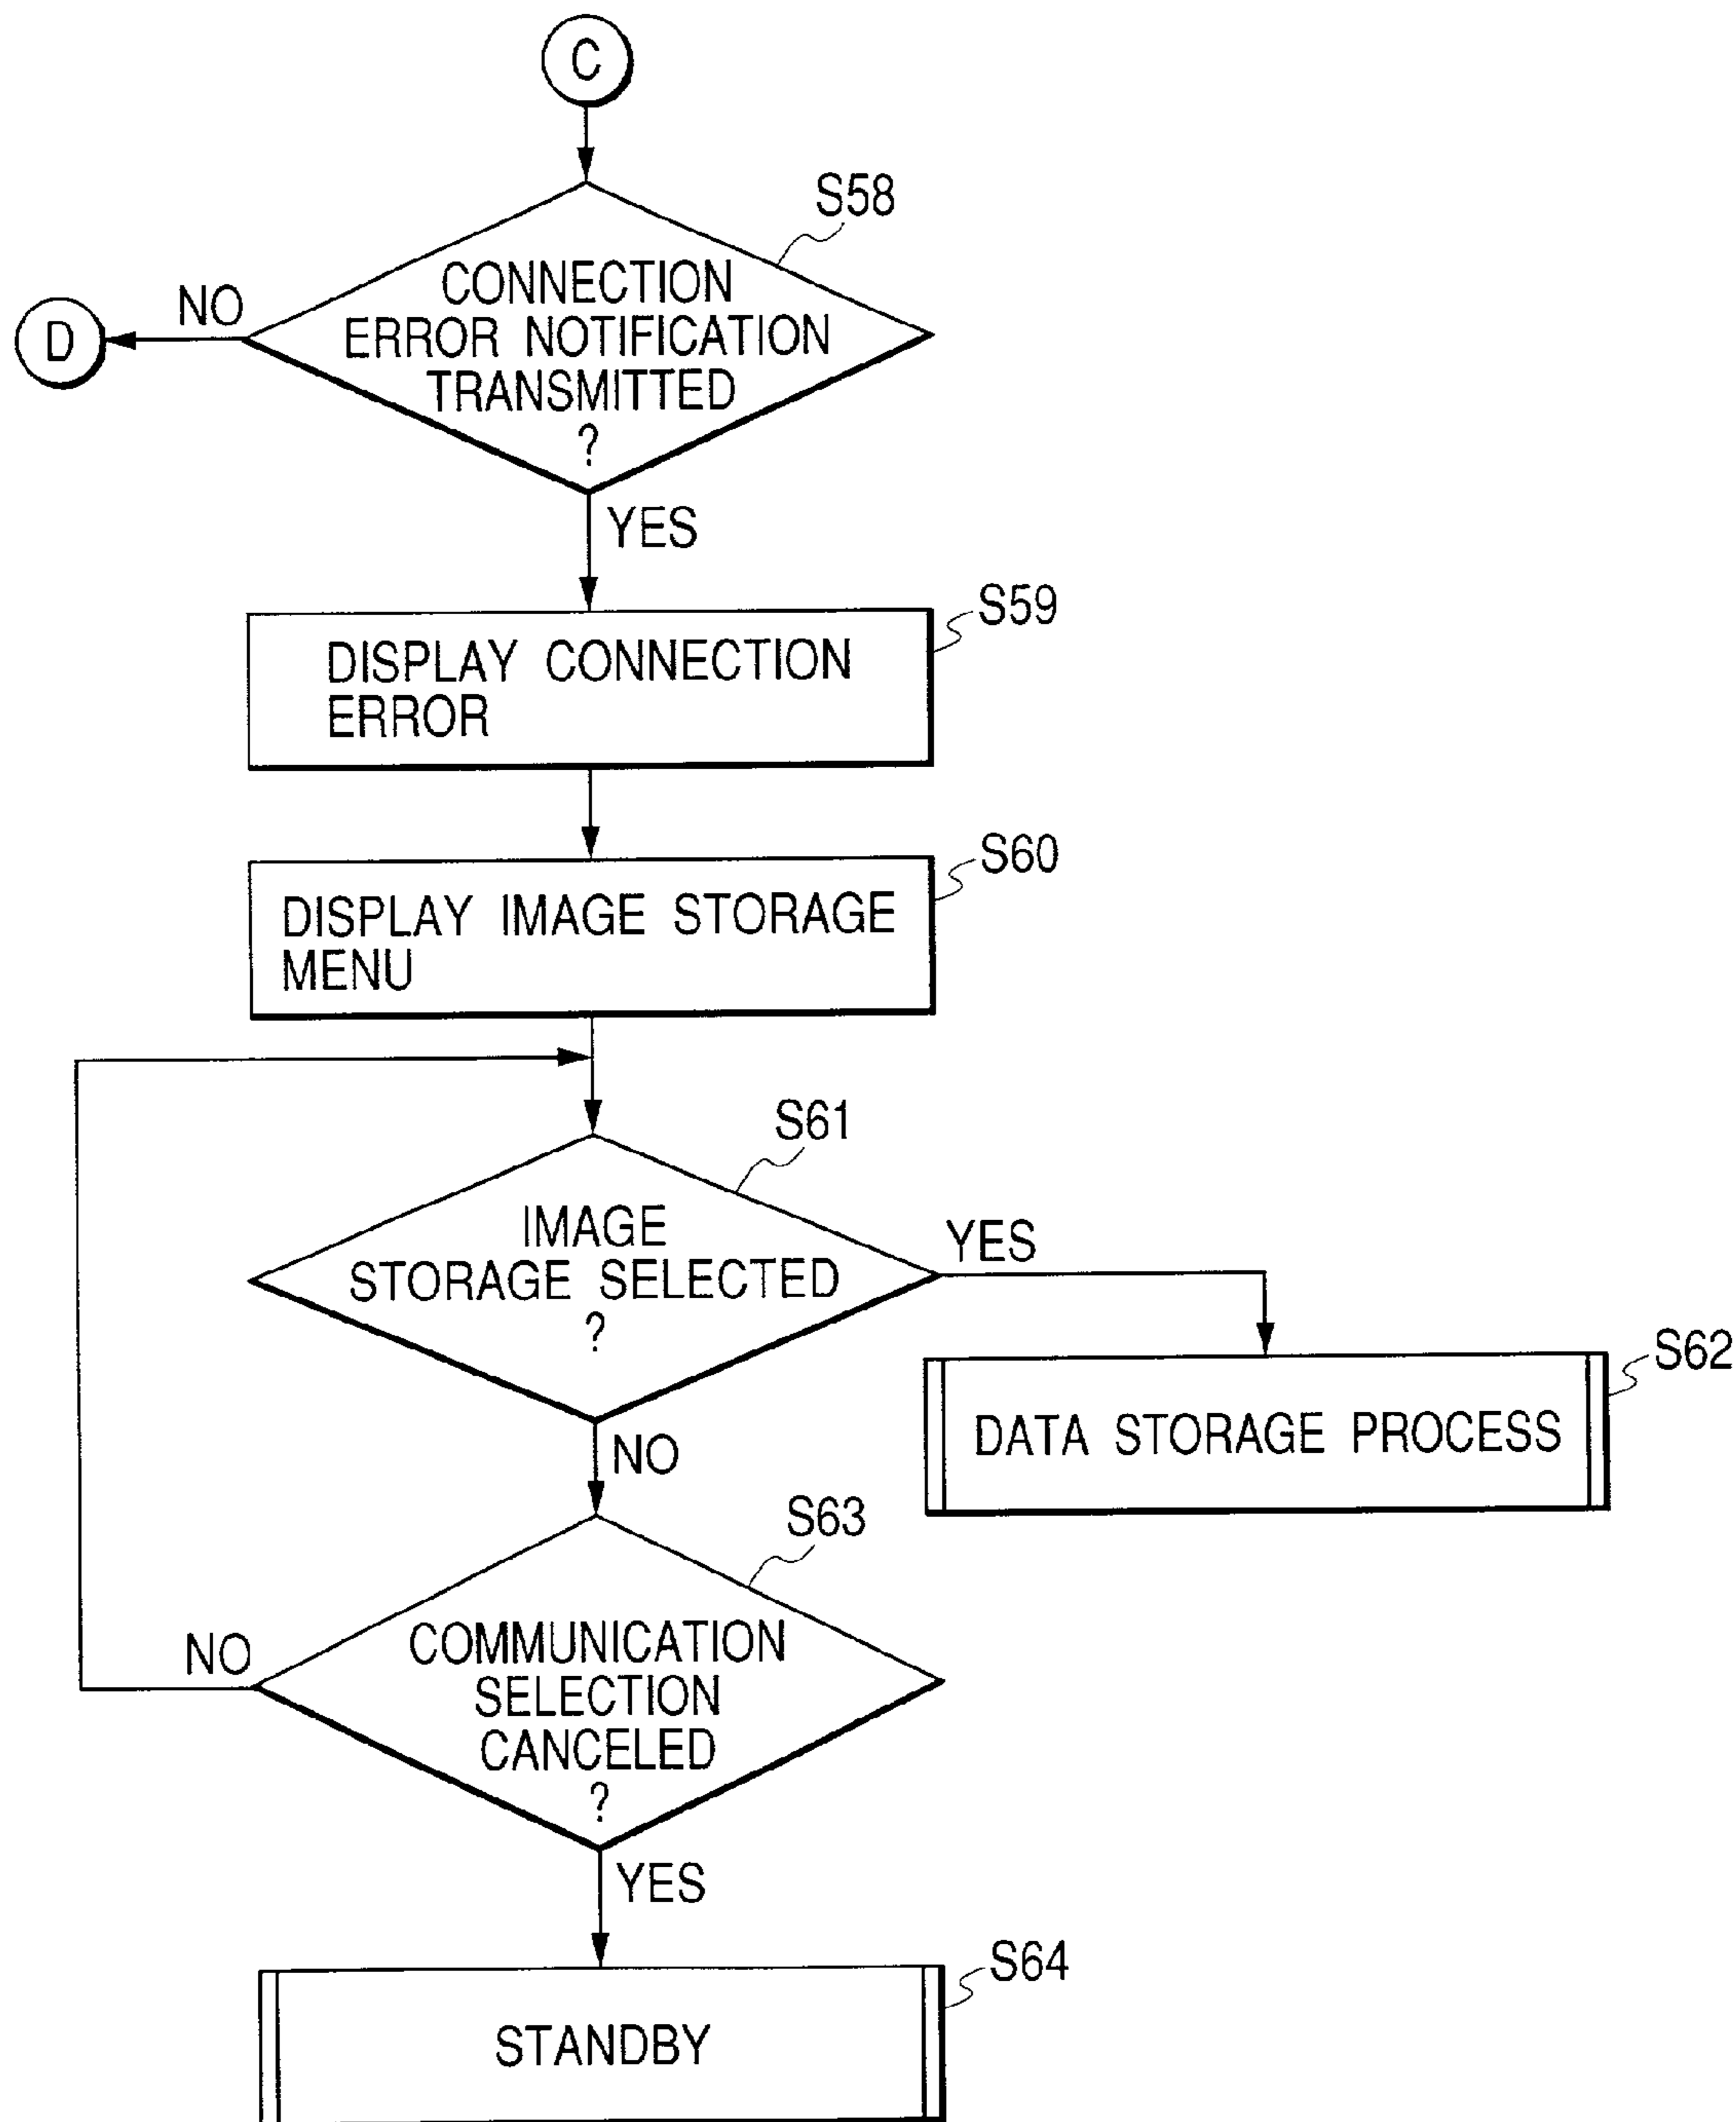 C
S58
CONNECTION
ERROR NOTIFICATION
TRANSMITTED
?
NO
D
YES
S59
DISPLAY CONNECTION
ERROR
S60
DISPLAY IMAGE STORAGE
MENU
S61
IMAGE
STORAGE SELECTED
?
YES
S62
DATA STORAGE PROCESS
NO
S63
COMMUNICATION
SELECTION
CANCELED
?
NO
YES
S64
STANDBY